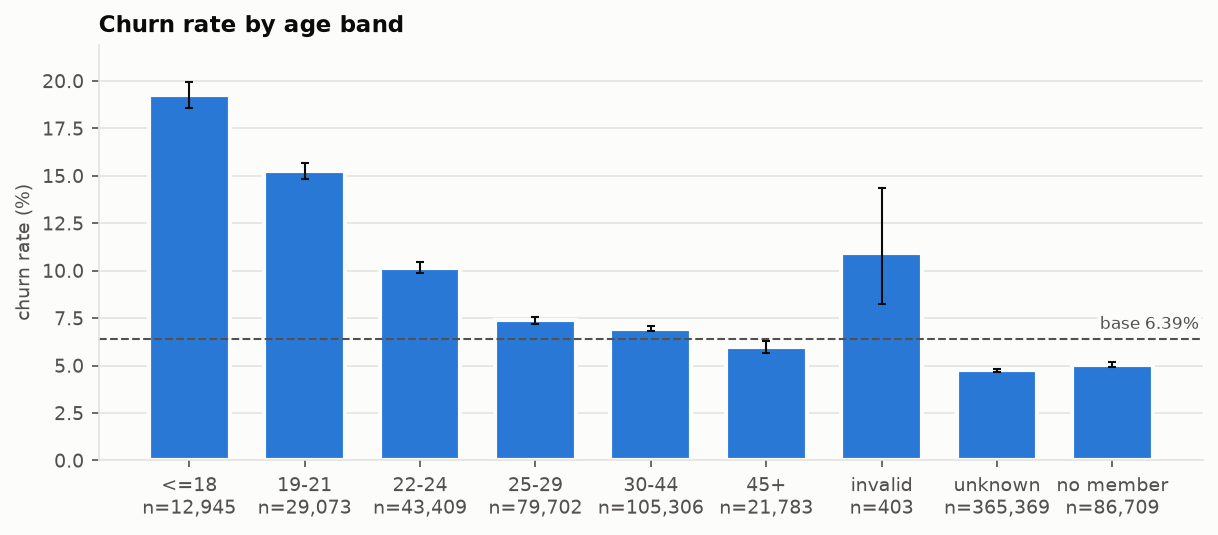 Churn rate by age band
churn rate (%)
20.0
17.5
15.0
12.5
10.0
7.5
5.0
2.5
0.0
base 6.39%
<=18 19-21 22-24 25-29 30-44 45+ invalid unknown no member
n=12,945 n=29,073 n=43,409 n=79,702 n=105,306 n=21,783 n=403 n=365,369 n=86,709